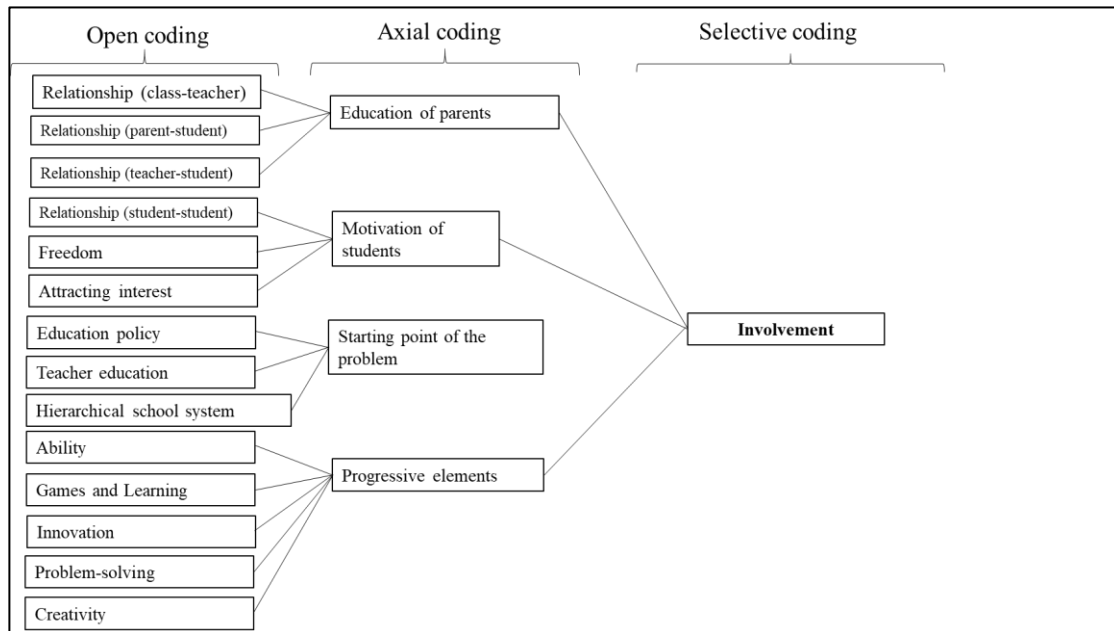 Open coding
Axial coding
Selective coding
Relationship (class-teacher)
Relationship (parent-student)
Relationship (teacher-student)
Relationship (student-student)
Freedom
Attracting interest
Education policy
Teacher education
Hierarchical school system
Ability
Games and Learning
Innovation
Problem-solving
Creativity
Education of parents
Motivation of
students
Starting point of the
problem
Progressive elements
Involvement